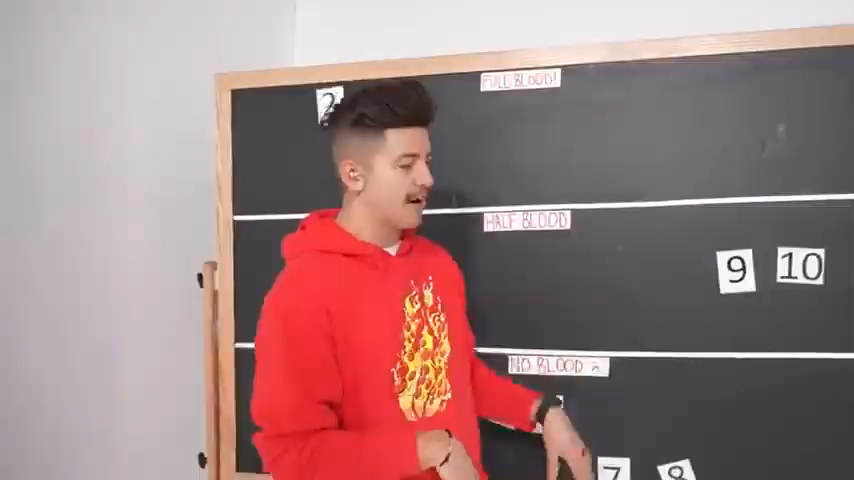 FULL BLOOD!
2
HALF BLOOD
9 10
NO BLOOD
7 8